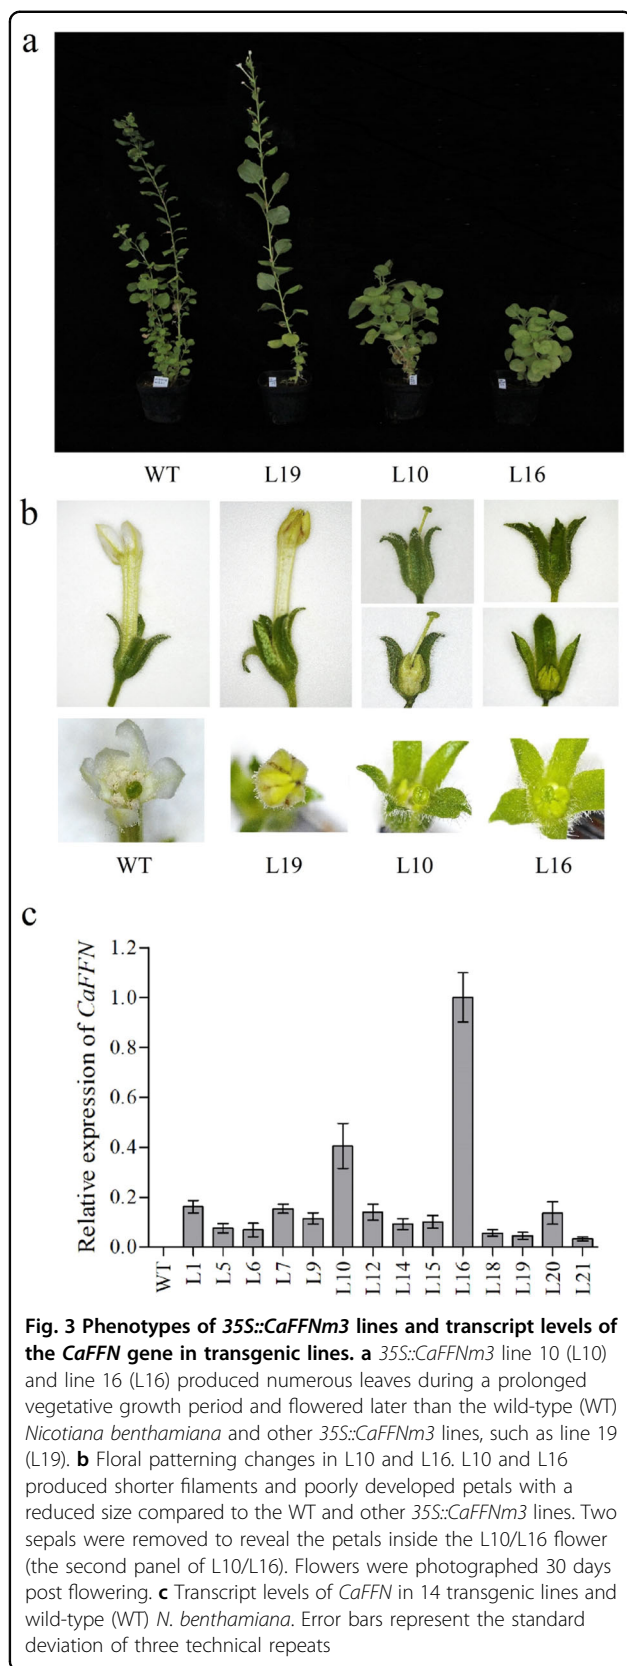 a
WT L19 L10 L16
b
WT L19 L10 L16
c
Relative expression of CaFFN
1.2
1.0
0.8
0.6
0.4
0.2
0.0
WT L1 L5 L6 L7 L9 L10 L12 L14 L15 L16 L18 L19 L20 L21
Fig. 3 Phenotypes of 35S::CaFFNm3 lines and transcript levels of
the CaFFN gene in transgenic lines. a 35S::CaFFNm3 line 10 (L10)
and line 16 (L16) produced numerous leaves during a prolonged
vegetative growth period and flowered later than the wild-type (WT)
Nicotiana benthamiana and other 35S::CaFFNm3 lines, such as line 19
(L19). b Floral patterning changes in L10 and L16. L10 and L16
produced shorter filaments and poorly developed petals with a
reduced size compared to the WT and other 35S::CaFFNm3 lines. Two
sepals were removed to reveal the petals inside the L10/L16 flower
(the second panel of L10/L16). Flowers were photographed 30 days
post flowering. c Transcript levels of CaFFN in 14 transgenic lines and
wild-type (WT) N. benthamiana. Error bars represent the standard
deviation of three technical repeats